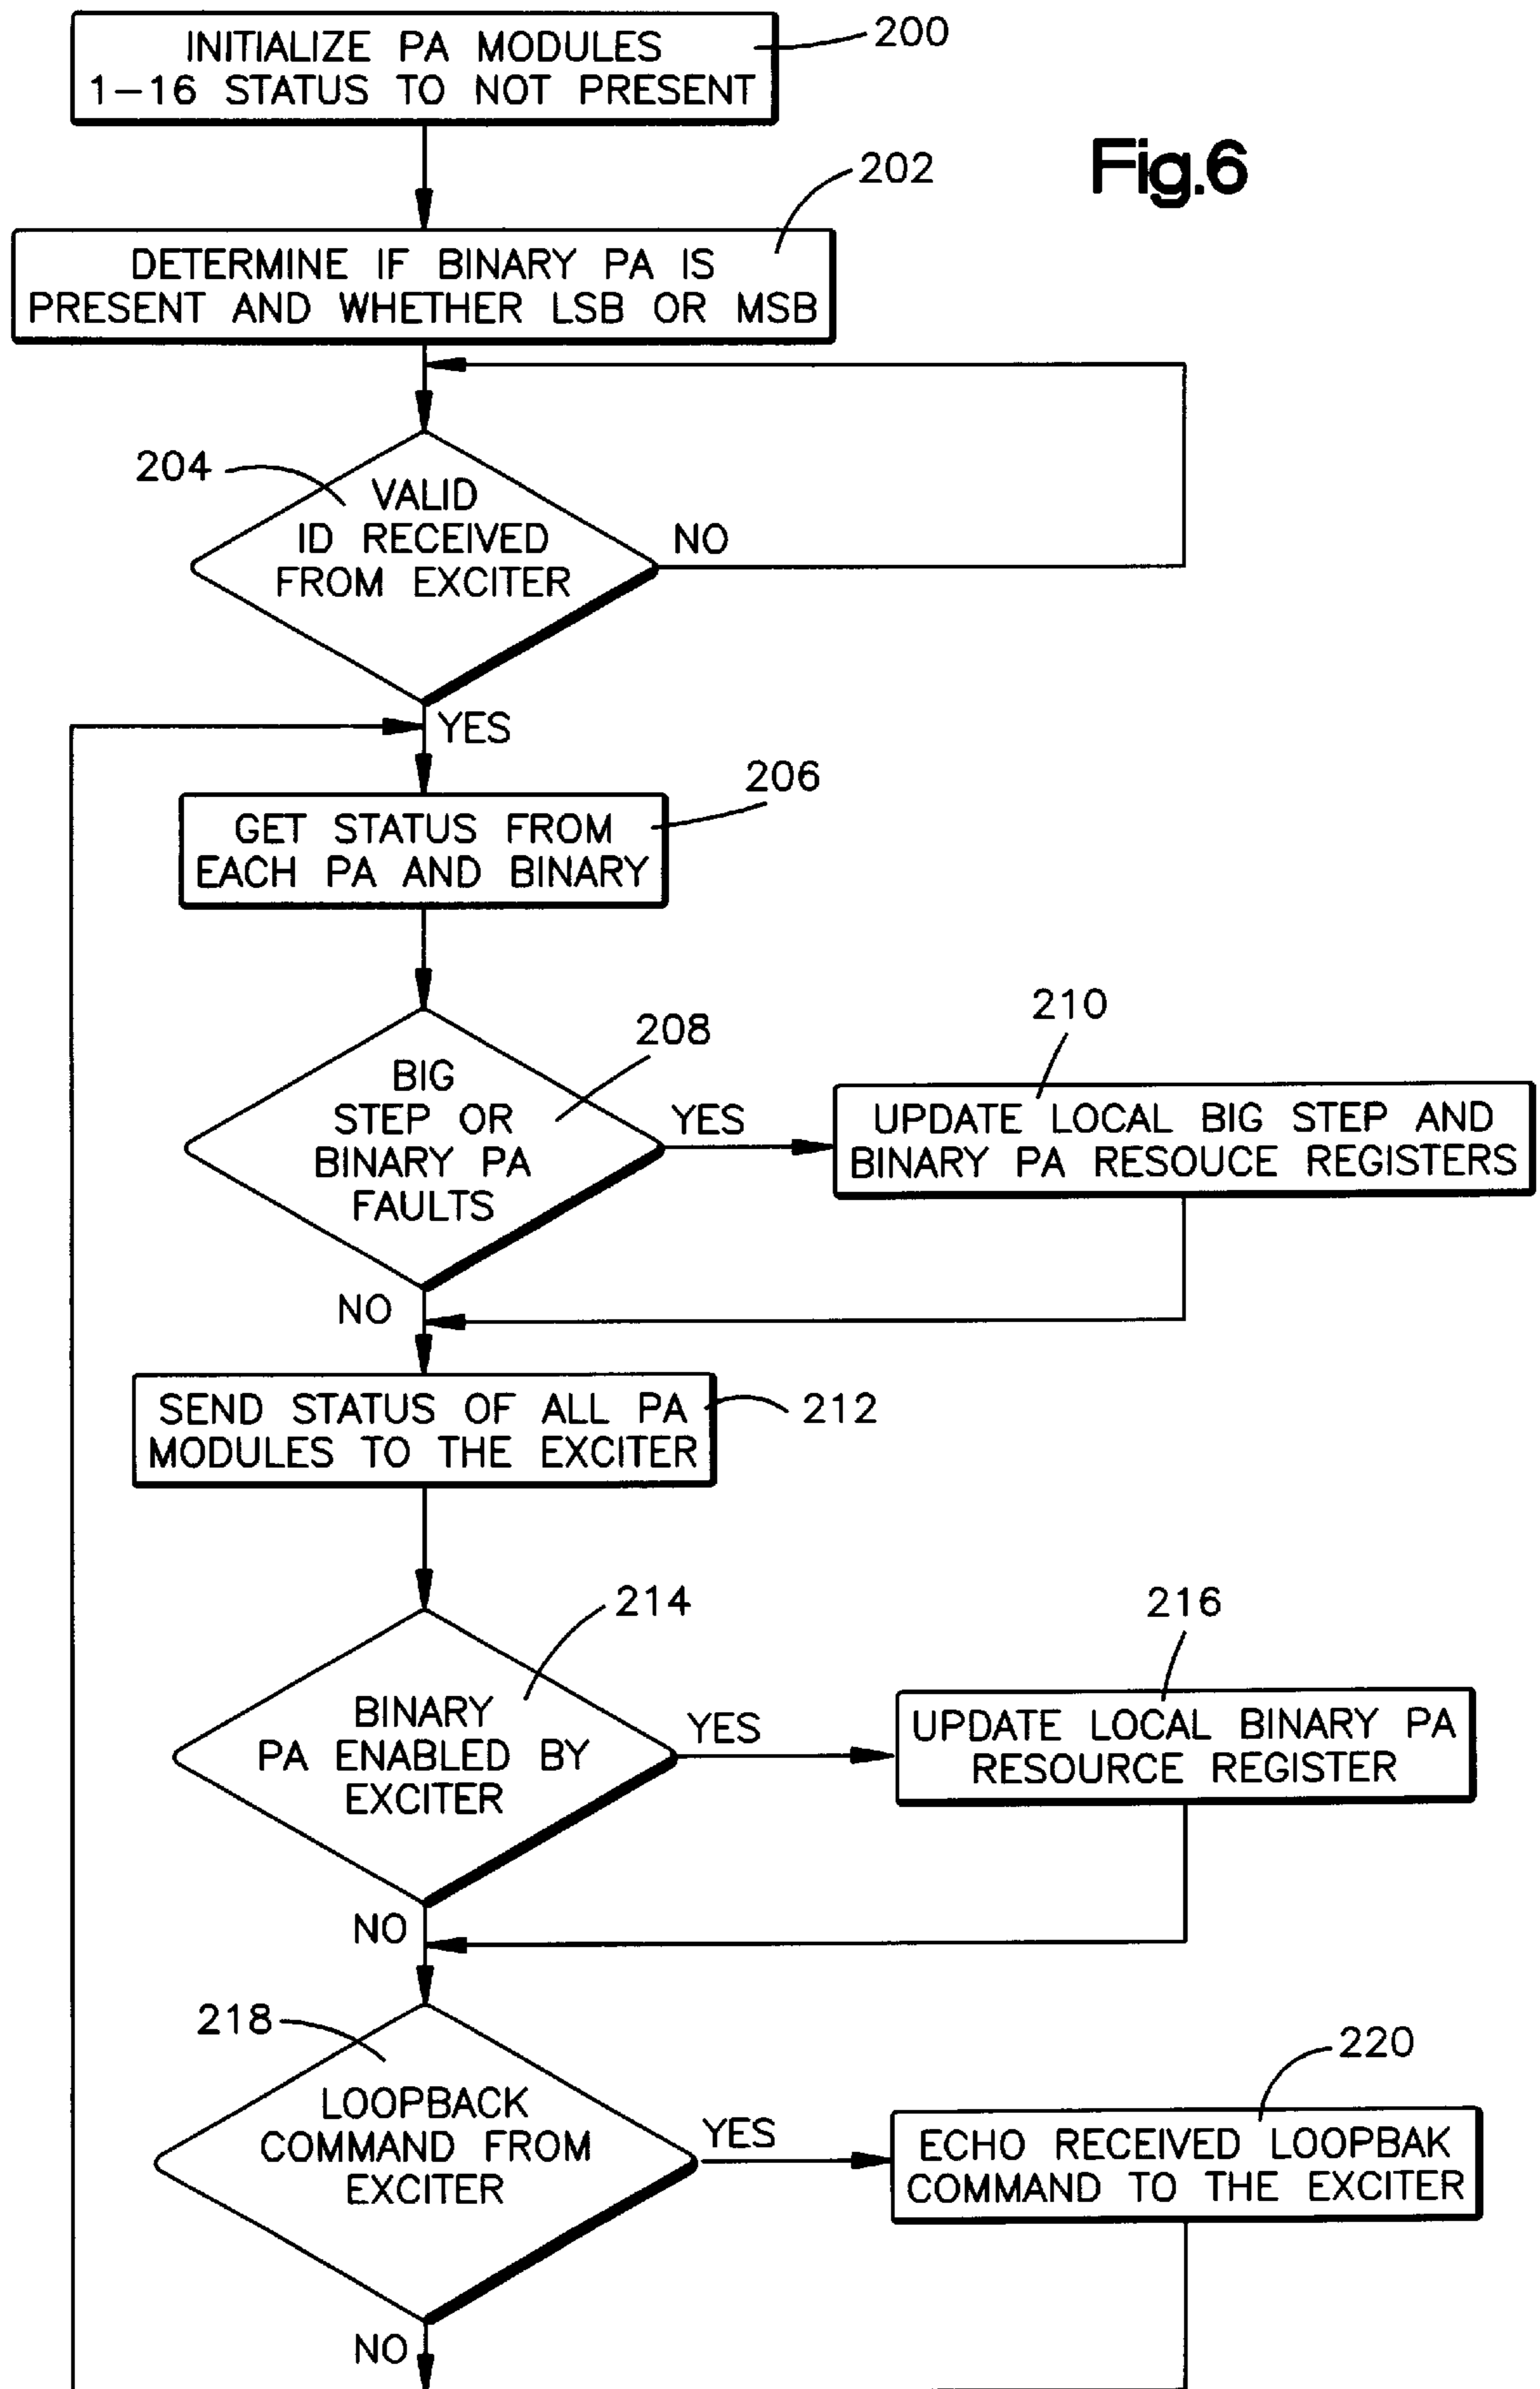 INITIALIZE PA MODULES
1-16 STATUS TO NOT PRESENT
200
Fig.6
202
DETERMINE IF BINARY PA IS
PRESENT AND WHETHER LSB OR MSB
204
VALID
ID RECEIVED
FROM EXCITER
NO
YES
206
GET STATUS FROM
EACH PA AND BINARY
208
BIG
STEP OR
BINARY PA
FAULTS
YES
210
UPDATE LOCAL BIG STEP AND
BINARY PA RESOUCE REGISTERS
NO
SEND STATUS OF ALL PA
MODULES TO THE EXCITER
212
214
BINARY
PA ENABLED BY
EXCITER
YES
216
UPDATE LOCAL BINARY PA
RESOURCE REGISTER
NO
218
LOOPBACK
COMMAND FROM
EXCITER
YES
220
ECHO RECEIVED LOOPBAK
COMMAND TO THE EXCITER
NO